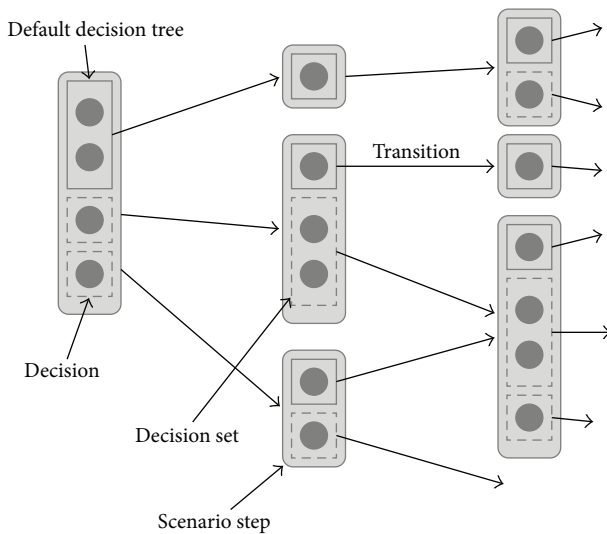 Default decision tree
Transition
Decision
Decision set
Scenario step